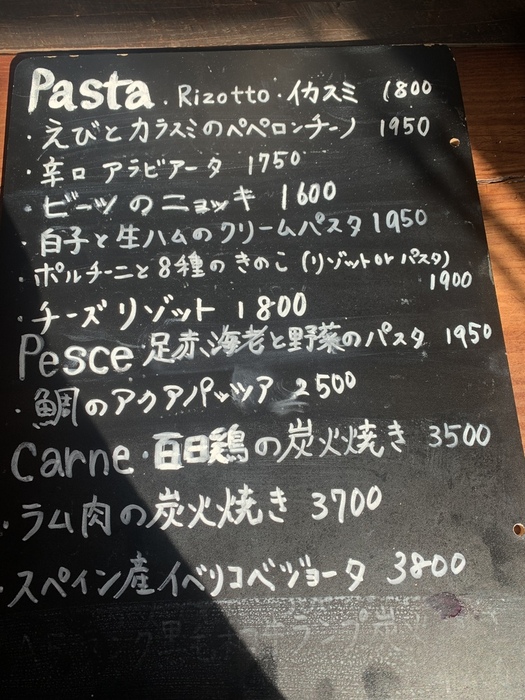 Pasta.Rizotto・イカスミ 1800
・えびとカラスミのペペロンチーノ 1950
・辛口 アラビアータ 1750
・ビーツのニョッキ 1600
・白子と生ハムのクリームパスタ 1950
・ポルチーニと8種のきのこ (リゾットorパスタ)
1900
・チーズリゾット 1800
Pesce 足赤海老と野菜のパスタ 1950
・鯛のアクアパッツア 2500
Carne・百日鶏の炭火焼き 3500
・ラム肉の炭火焼き 3700
・スペイン産イベリコベジョータ 3800